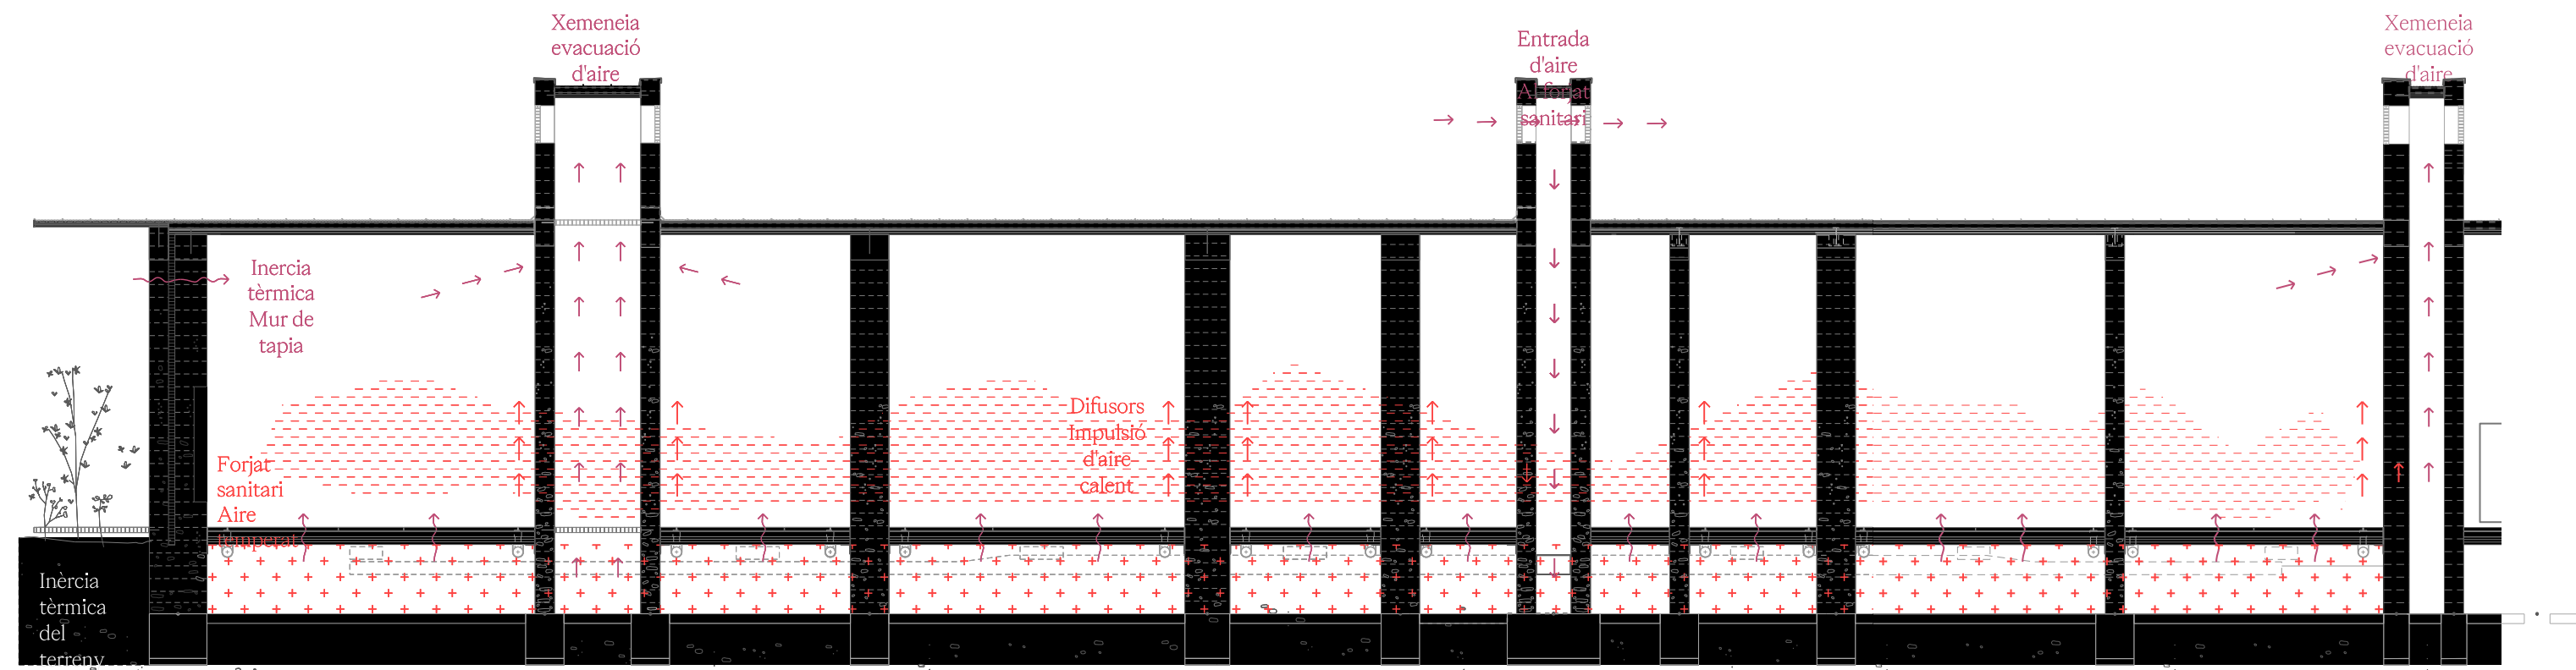 Xemeneia
evacuació
d'aire
Entrada
d'aire
A forjat
sanitari
Xemeneia
evacuació
d'aire
Inercia
tèrmica
Mur de
tapia
Difusors
Impulsió
d'aire
calent
Forjat
sanitari
Aire
temperat
Inèrcia
tèrmica
del
terreny